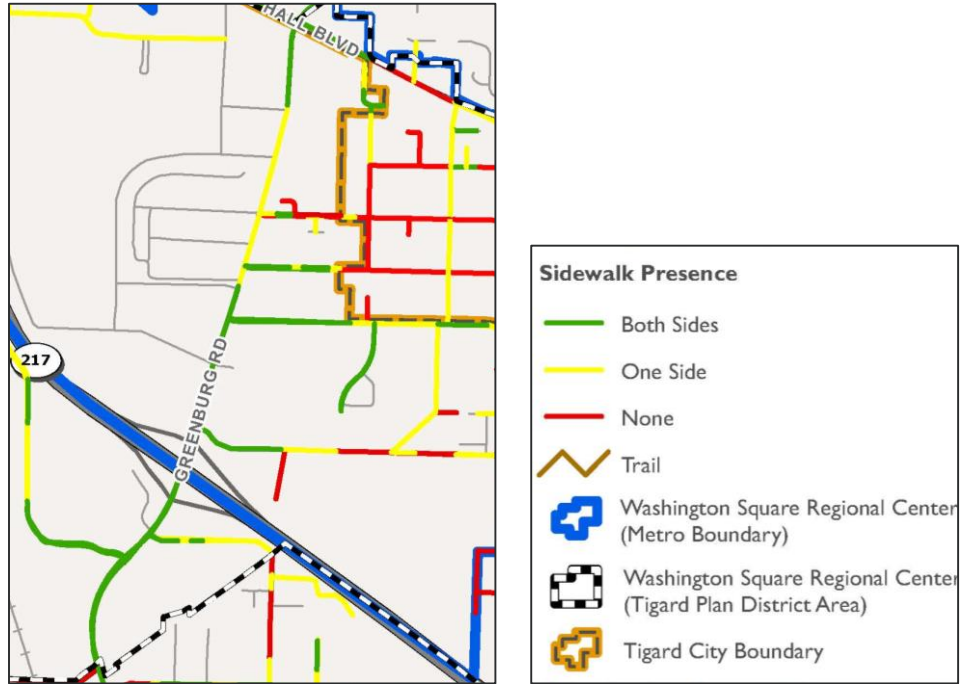 HALL BLVD
217
GREENBURG RD
Sidewalk Presence
Both Sides
One Side
None
Trail
Washington Square Regional Center
(Metro Boundary)
Washington Square Regional Center
(Tigard Plan District Area)
Tigard City Boundary